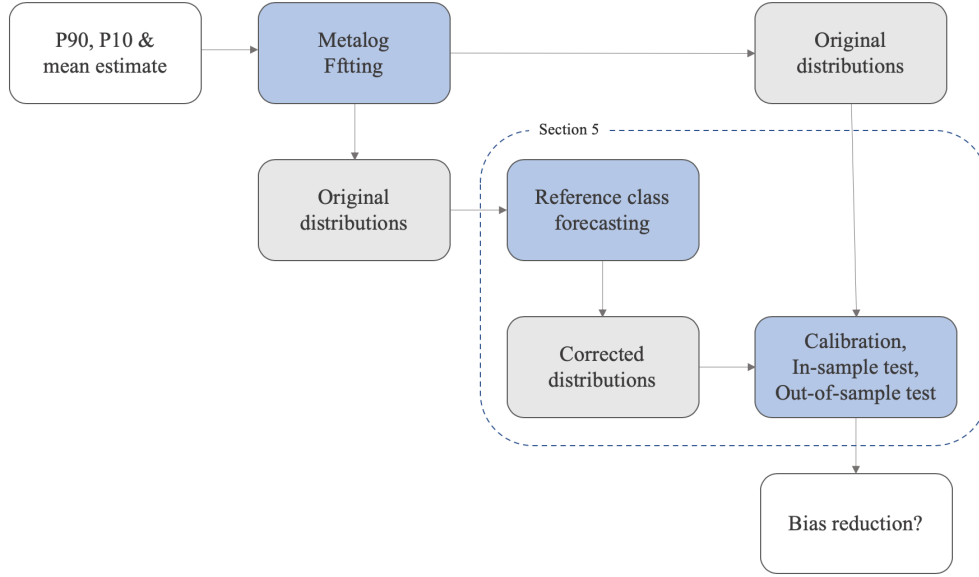 P90, P10 &
mean estimate
Metalog
Fftting
Original
distributions
Section 5
Original
distributions
Reference class
forecasting
Corrected
distributions
Calibration,
In-sample test,
Out-of-sample test
Bias reduction?